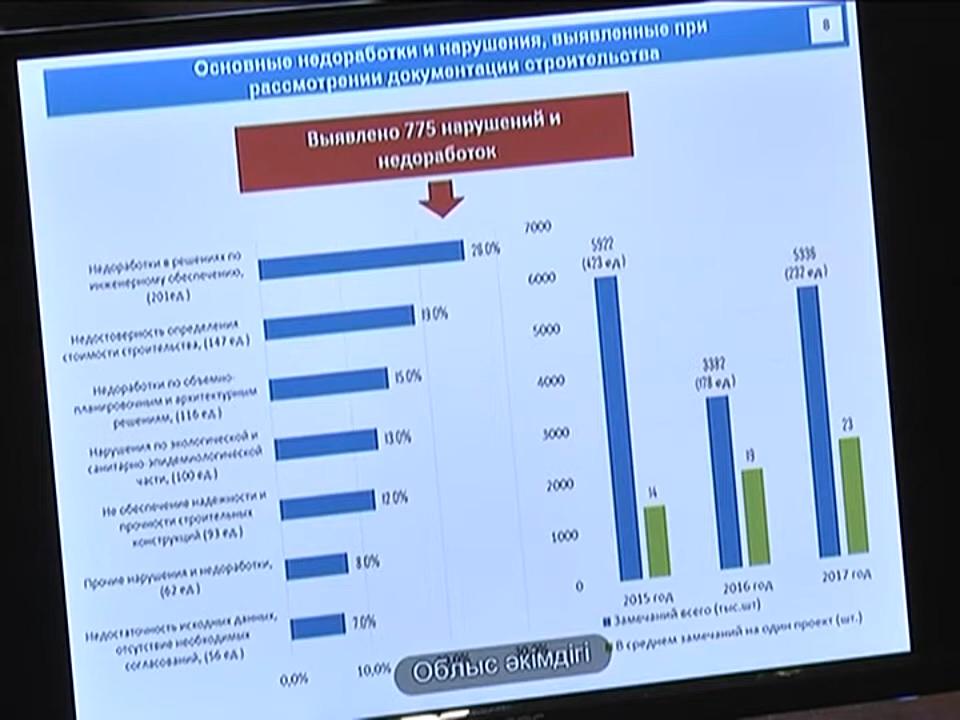 8
Основные недоработки и нарушения, выявленные при
рассмотрении документации строительства
Выявлено 775 нарушений и
недоработок
Недоработки в решениях по
инженерному обеспечению,
(201ед)
26.0%
Недостоверность определения
стоимости строительства, (147 ед)
19.0%
Недоработки по объемно-
планировочным и архитектурным
решениям, (116 ед)
15.0%
Нарушения по экологической и
санитарно-эпидемиологической
части, (100 ед)
13.0%
Не обеспечение надежности и
прочности строительных
конструкций (93 ед)
12.0%
Прочие нарушения и недоработки,
(62 ед)
8.0%
Недостаточность исходных данных,
отсутствие необходимых
согласований, (56 ед)
7.0%
0,0%
10,0%
7000
6000
5000
4000
3000
2000
1000
0
5922
(423 ед)
14
3382
(178 ед)
19
5336
(232 ед)
23
2015 год
2016 год
2017 год
Замечаний всего (тыс.шт)
В среднем замечаний на один проект (шт.)
Облыс әкімдігі